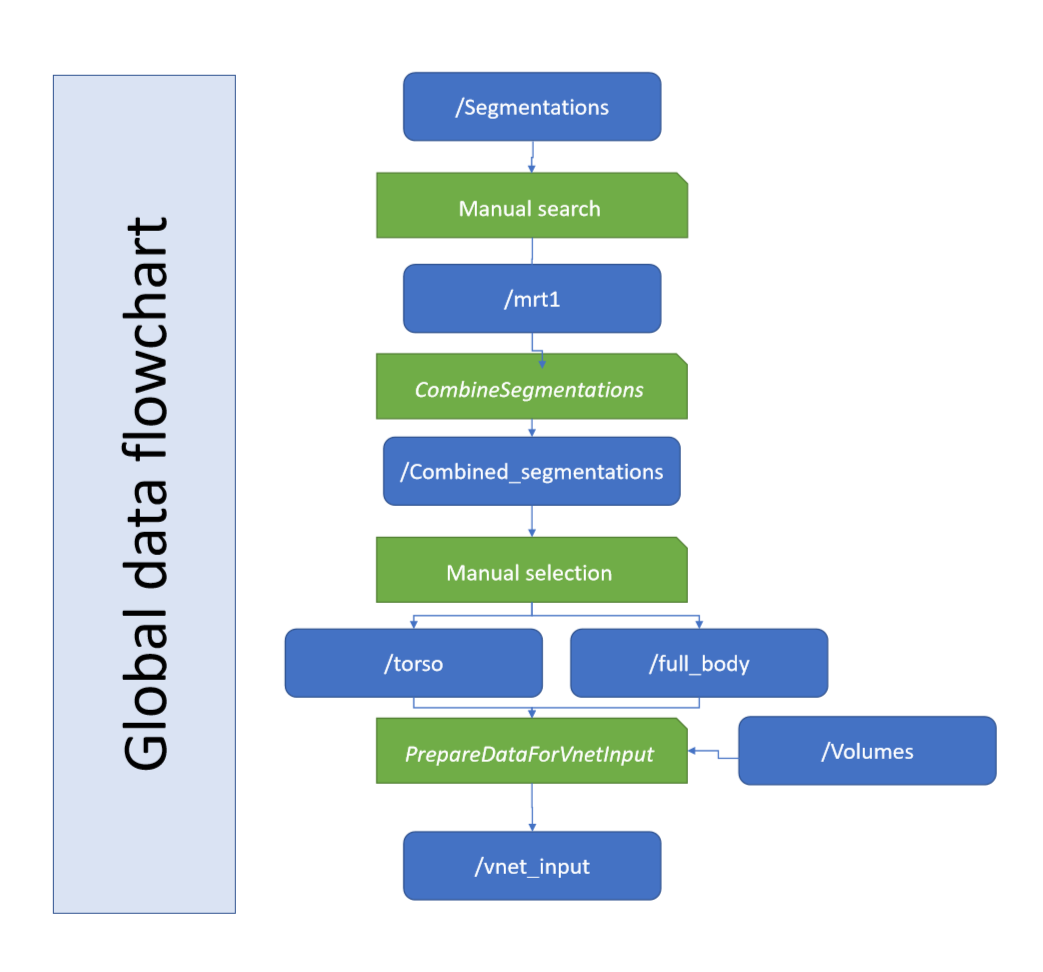 Global data flowchart
/Segmentations
Manual search
/mrt1
CombineSegmentations
/Combined_segmentations
Manual selection
/torso
/full_body
PrepareDataForVnetInput
/Volumes
/vnet_input